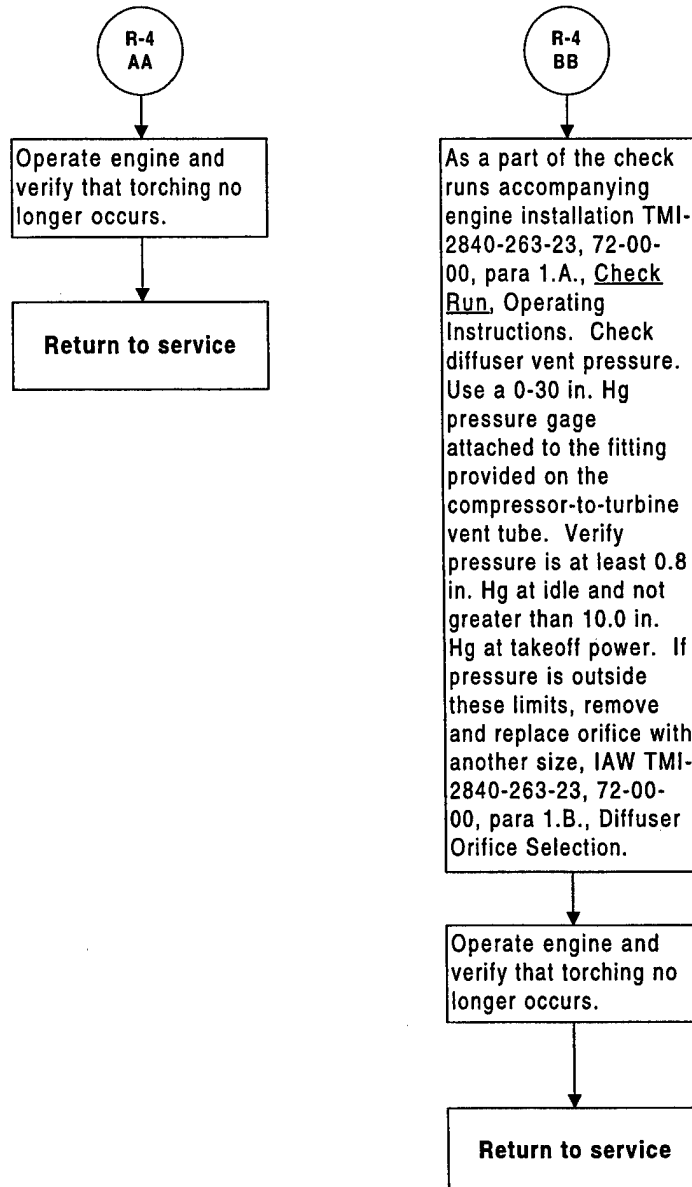 R-4
AA
Operate engine and
verify that torching no
longer occurs.
Return to service
R-4
BB
As a part of the check
runs accompanying
engine installation TMI-
2840-263-23, 72-00-
00, para 1.A., Check
Run, Operating
Instructions. Check
diffuser vent pressure.
Use a 0-30 in. Hg
pressure gage
attached to the fitting
provided on the
compressor-to-turbine
vent tube. Verify
pressure is at least 0.8
in. Hg at idle and not
greater than 10.0 in.
Hg at takeoff power. If
pressure is outside
these limits, remove
and replace orifice with
another size, IAW TMI-
2840-263-23, 72-00-
00, para 1.B., Diffuser
Orifice Selection.
Operate engine and
verify that torching no
longer occurs.
Return to service